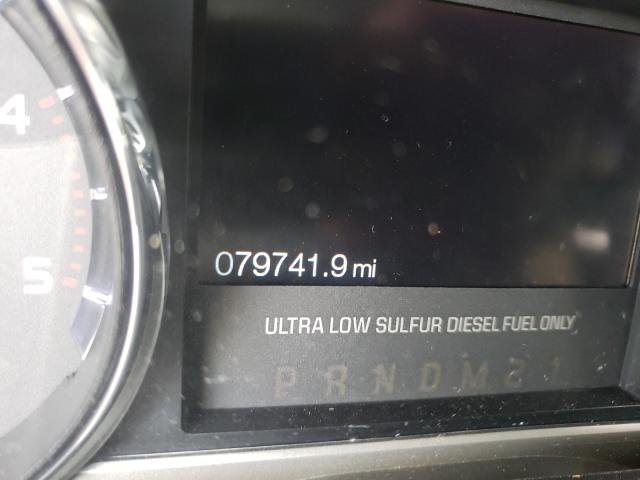 4
5
079741.9 mi
ULTRA LOW SULFUR DIESEL FUEL ONLY
P R N D M 2 1